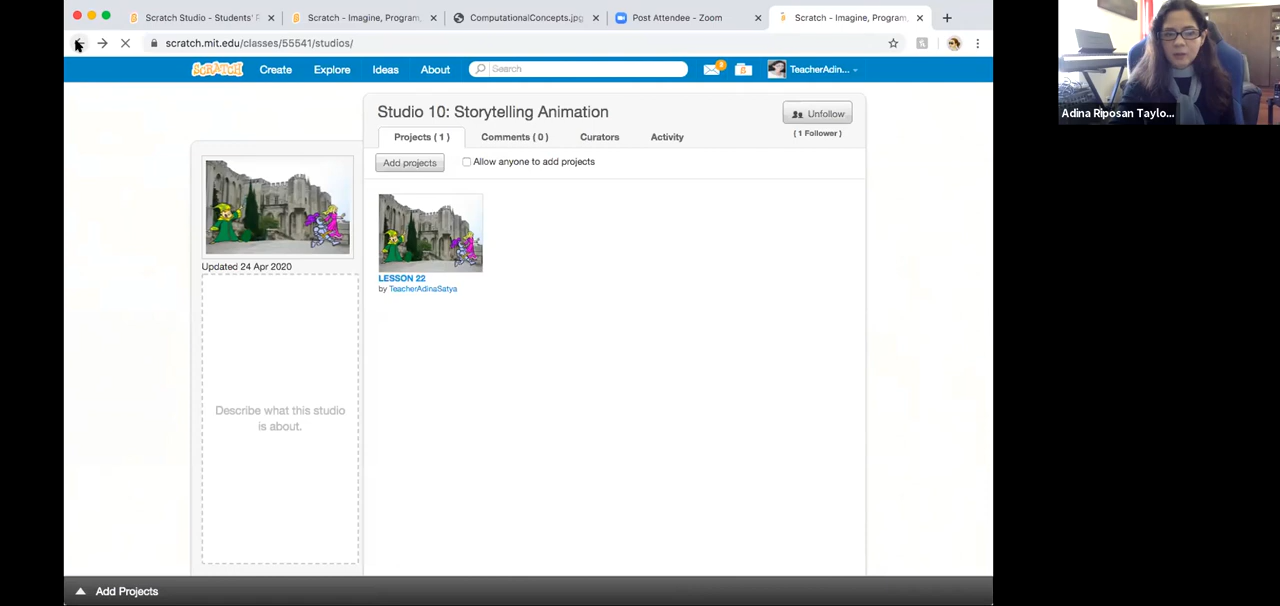 Scratch Studio - Students' F
Scratch - Imagine, Program,
ComputationalConcepts.jpg
Post Attendee - Zoom
Scratch - Imagine, Program,
scratch.mit.edu/classes/55541/studios/
SCRATCH
Create
Explore
Ideas
About
Search
TeacherAdin...
Studio 10: Storytelling Animation
Unfollow
( 1 Follower )
Projects ( 1 )
Comments ( 0 )
Curators
Activity
Add projects
Allow anyone to add projects
LESSON 22
by TeacherAdinaSatya
Updated 24 Apr 2020
Describe what this studio
is about.
Add Projects
Adina Riposan Taylo...